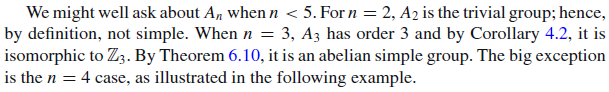 We might well ask about Aₙ when n < 5. For n = 2, A₂ is the trivial group; hence,
by definition, not simple. When n = 3, A₃ has order 3 and by Corollary 4.2, it is
isomorphic to ℤ₃. By Theorem 6.10, it is an abelian simple group. The big exception
is the n = 4 case, as illustrated in the following example.